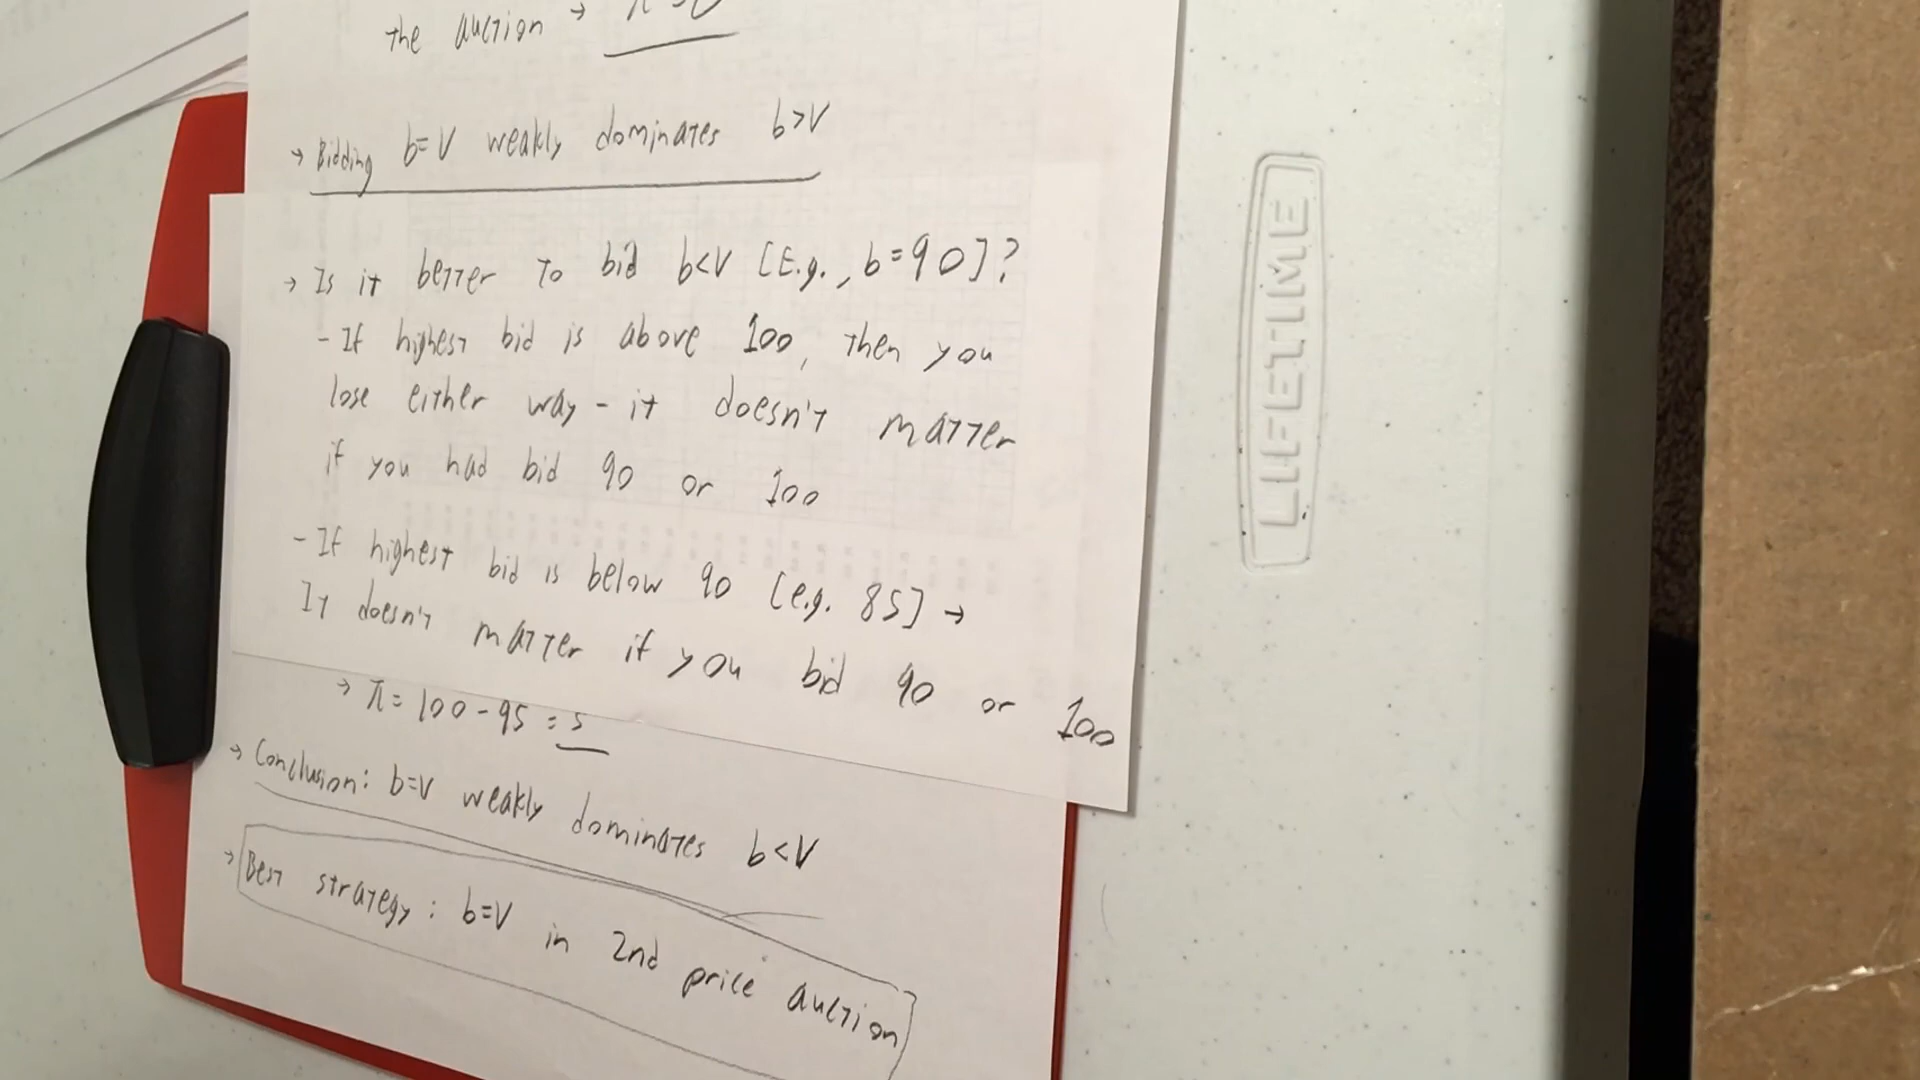 the auction →
→ Bidding b=V weakly dominates b>V
→ Is it better to bid b<V [E.g., b=90]?
- If highest bid is above 100, then you
lose either way - it doesn't matter
if you had bid 90 or 100
- If highest bid is below 90 [e.g. 85] →
It doesn't matter if you bid 90 or 100
→ π = 100 - 95 = 5
→ Conclusion: b=V weakly dominates b<V
→ Best strategy: b=V in 2nd price auction
LIFETIME